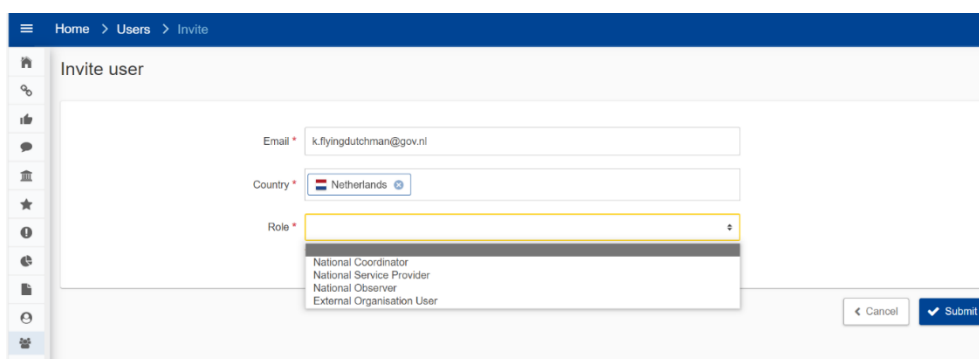 Home > Users > Invite
Invite user
Email * k.flyingdutchman@gov.nl
Country * Netherlands
Role *
National Coordinator
National Service Provider
National Observer
External Organisation User
Cancel Submit